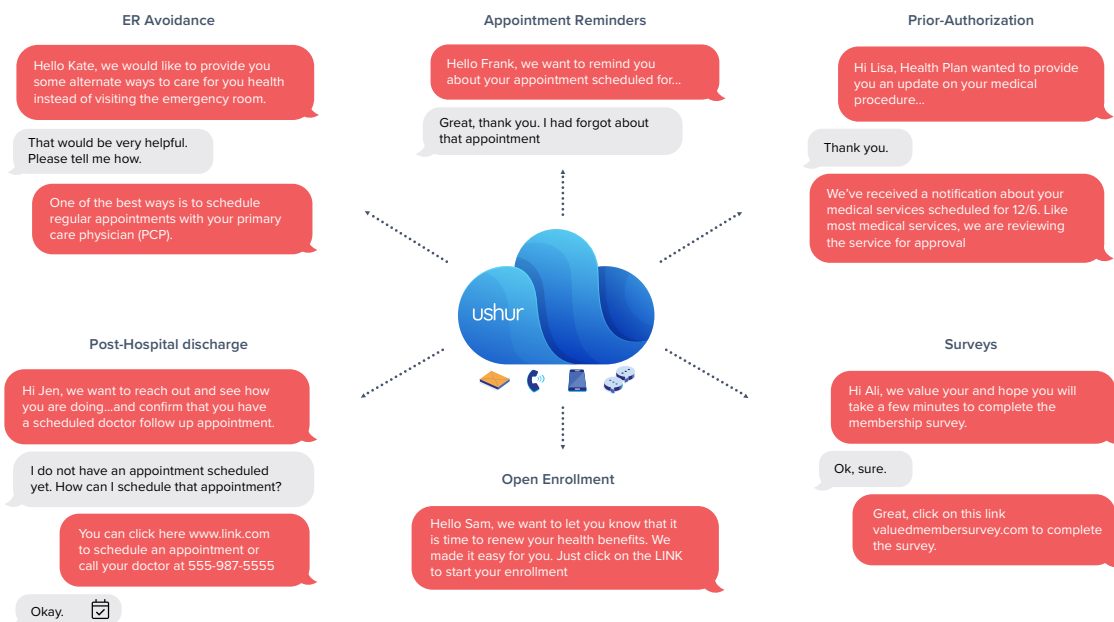 ER Avoidance
Hello Kate, we would like to provide you
some alternate ways to care for you health
instead of visiting the emergency room.
That would be very helpful.
Please tell me how.
One of the best ways is to schedule
regular appointments with your primary
care physician (PCP).
Appointment Reminders
Hello Frank, we want to remind you
about your appointment scheduled for...
Great, thank you. I had forgot about
that appointment
Prior-Authorization
Hi Lisa, Health Plan wanted to provide
you an update on your medical
procedure...
Thank you.
We've received a notification about your
medical services scheduled for 12/6. Like
most medical services, we are reviewing
the service for approval
ushur
Post-Hospital discharge
Hi Jen, we want to reach out and see how
you are doing...and confirm that you have
a scheduled doctor follow up appointment.
I do not have an appointment scheduled
yet. How can I schedule that appointment?
You can click here www.link.com
to schedule an appointment or
call your doctor at 555-987-5555
Okay.
Open Enrollment
Hello Sam, we want to let you know that it
is time to renew your health benefits. We
made it easy for you. Just click on the LINK
to start your enrollment
Surveys
Hi Ali, we value your and hope you will
take a few minutes to complete the
membership survey.
Ok, sure.
Great, click on this link
valuedmembersurvey.com to complete
the survey.